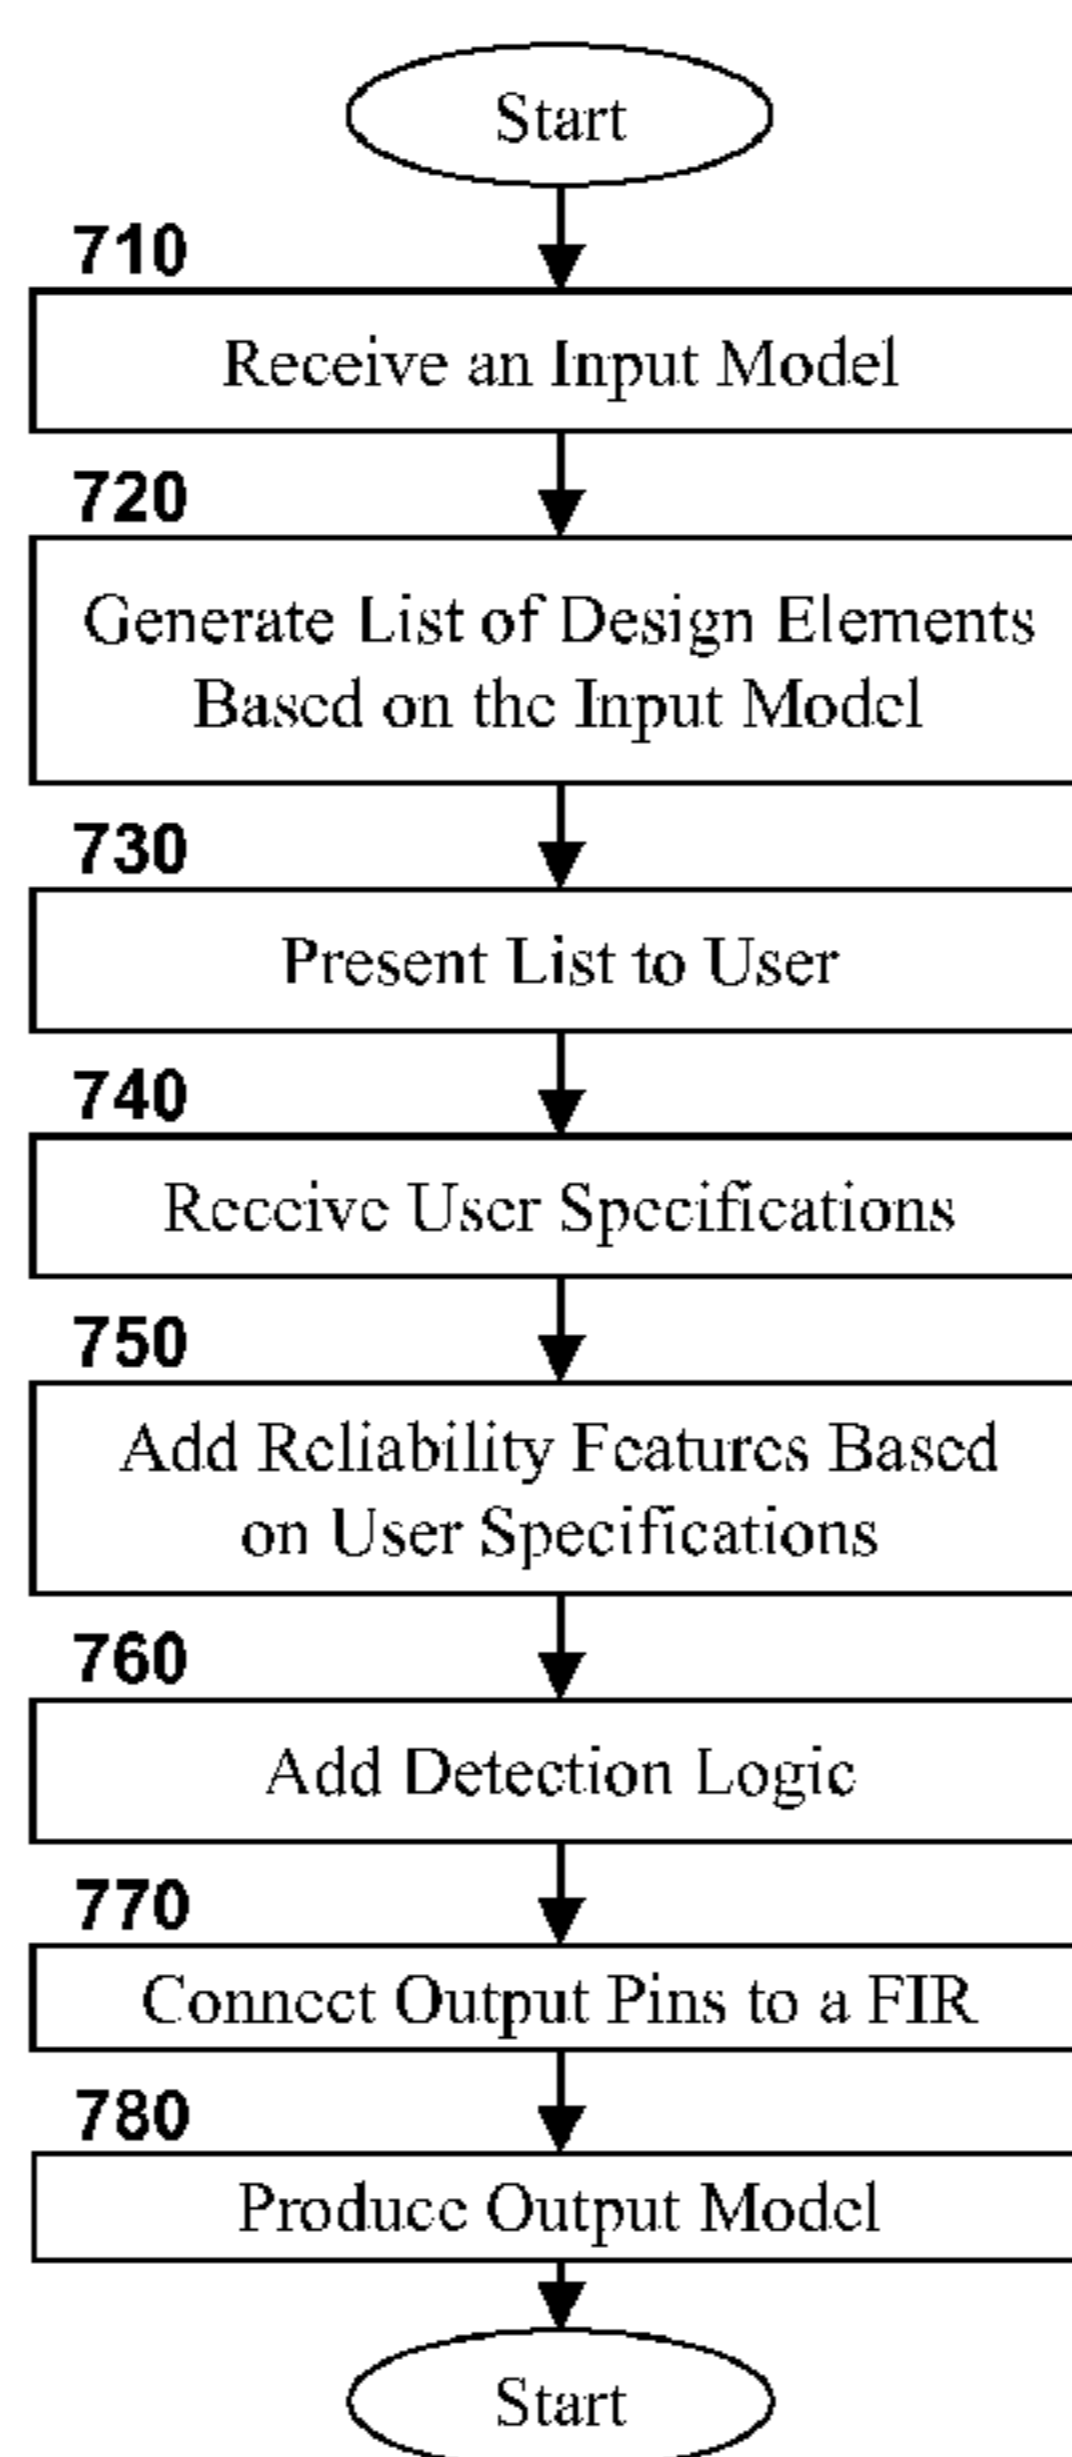 Start
710
Receive an Input Model
720
Generate List of Design Elements
Based on the Input Model
730
Present List to User
740
Receive User Specifications
750
Add Reliability Features Based
on User Specifications
760
Add Detection Logic
770
Connect Output Pins to a FIR
780
Produce Output Model
Start